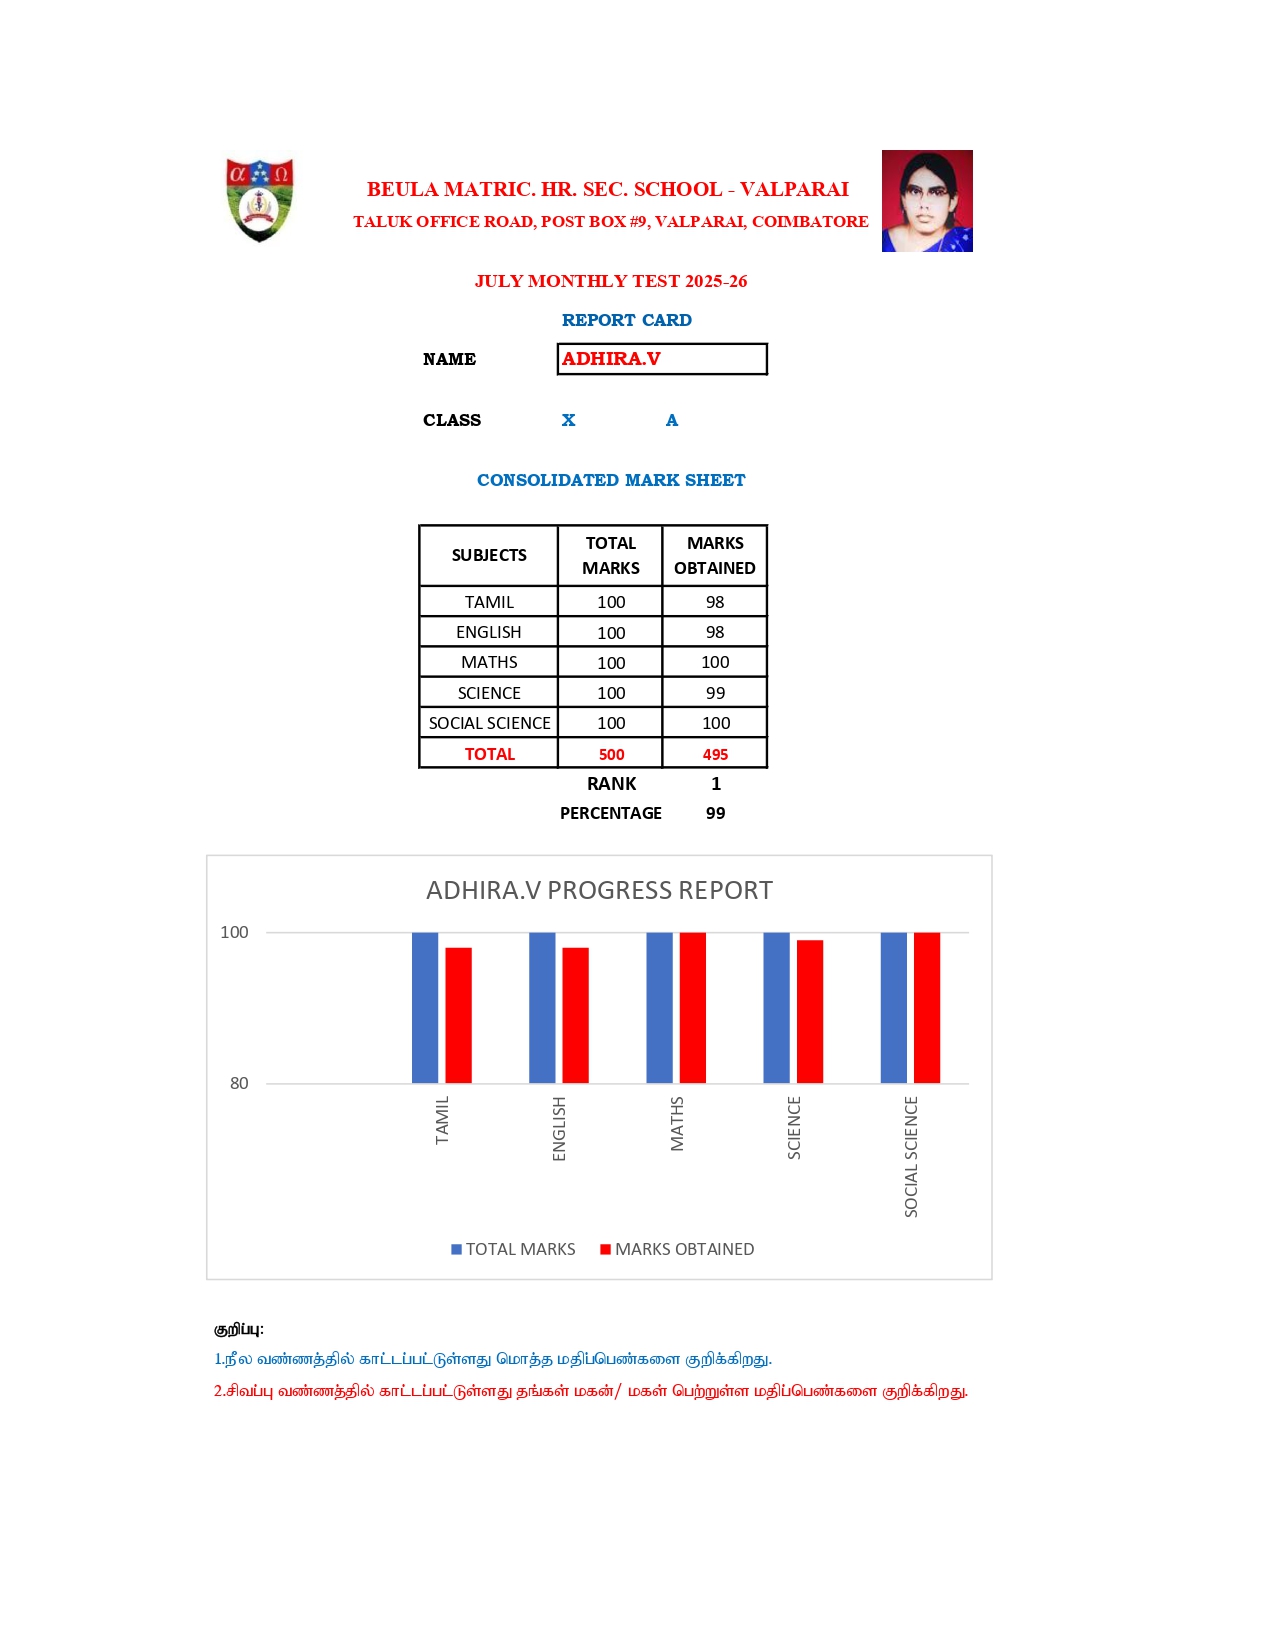 α Ω
BEULA MATRIC. HR. SEC. SCHOOL - VALPARAI
TALUK OFFICE ROAD, POST BOX #9, VALPARAI, COIMBATORE
JULY MONTHLY TEST 2025-26
REPORT CARD
NAME ADHIRA.V
CLASS X A
CONSOLIDATED MARK SHEET
SUBJECTS TOTAL MARKS MARKS OBTAINED
TAMIL 100 98
ENGLISH 100 98
MATHS 100 100
SCIENCE 100 99
SOCIAL SCIENCE 100 100
TOTAL 500 495
RANK 1
PERCENTAGE 99
ADHIRA.V PROGRESS REPORT
100
80
TAMIL ENGLISH MATHS SCIENCE SOCIAL SCIENCE
TOTAL MARKS MARKS OBTAINED
குறிப்பு:
1.நீல வண்ணத்தில் காட்டப்பட்டுள்ளது மொத்த மதிப்பெண்களை குறிக்கிறது.
2.சிவப்பு வண்ணத்தில் காட்டப்பட்டுள்ளது தங்கள் மகன்/ மகள் பெற்றுள்ள மதிப்பெண்களை குறிக்கிறது.